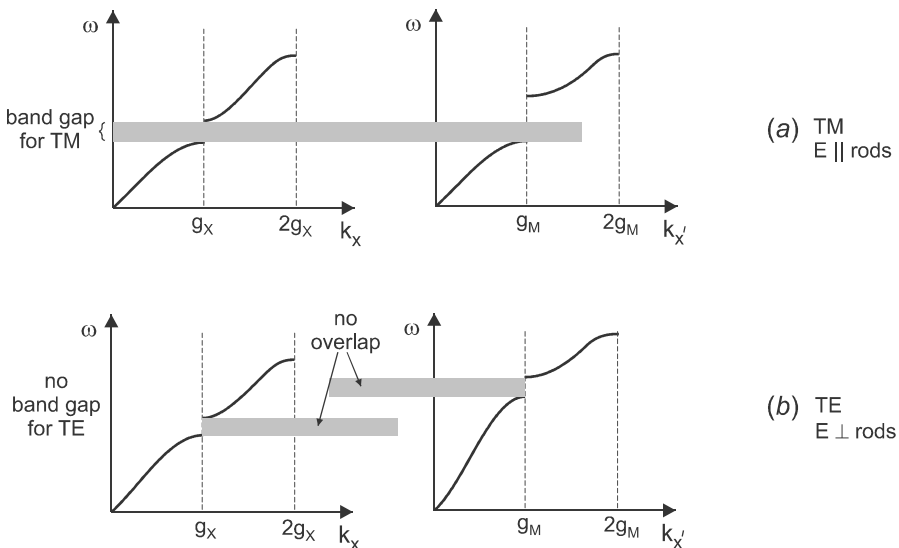 ω
ω
band gap
for TM
{
(a) TM
E || rods
g_X
2g_X
k_x
g_M
2g_M
k_x'
ω
no
overlap
ω
no
band gap
for TE
(b) TE
E ⊥ rods
g_X
2g_X
k_x
g_M
2g_M
k_x'